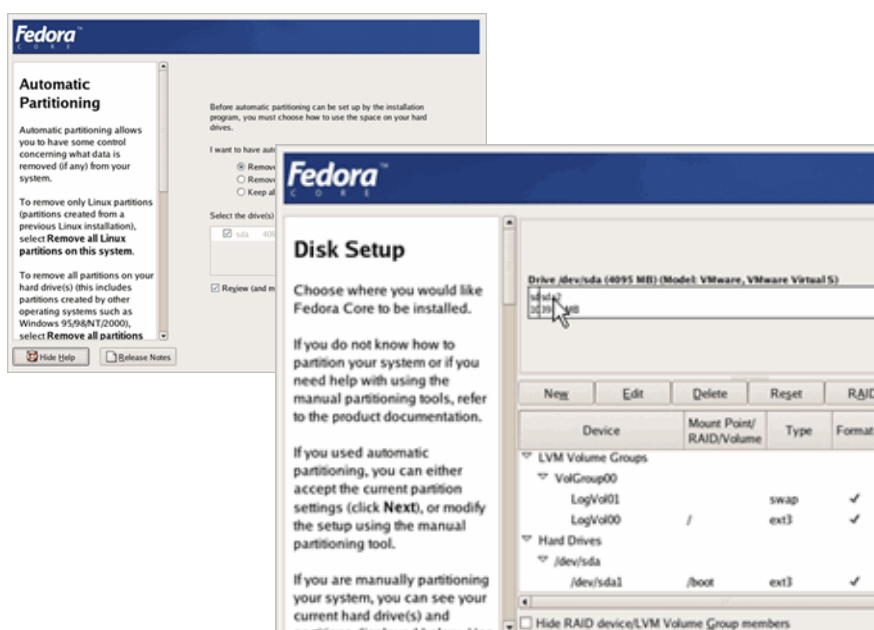 Fedora™
CORE
Automatic
Partitioning
Automatic partitioning allows
you to have some control
concerning what data is
removed (if any) from your
system.
To remove only Linux partitions
(partitions created from a
previous Linux installation),
select Remove all Linux
partitions on this system.
To remove all partitions on your
hard drive(s) (this includes
partitions created by other
operating systems such as
Windows 95/98/NT/2000),
select Remove all partitions
Hide Help
Release Notes
Before automatic partitioning can be set up by the installation
program, you must choose how to use the space on your hard
drives.
I want to have aut
Remove
Remov
Keep al
Select the drive(s)
sda 409
Review (and m
Fedora™
CORE
Disk Setup
Choose where you would like
Fedora Core to be installed.
If you do not know how to
partition your system or if you
need help with using the
manual partitioning tools, refer
to the product documentation.
If you used automatic
partitioning, you can either
accept the current partition
settings (click Next), or modify
the setup using the manual
partitioning tool.
If you are manually partitioning
your system, you can see your
current hard drive(s) and
Drive /dev/sda (4095 MB) (Model: VMware, VMware Virtual S)
MB
New Edit Delete Reset RAID
Device Mount Point/ RAID/Volume Type Format
LVM Volume Groups
VolGroup00
LogVol01 swap ✓
LogVol00 / ext3 ✓
Hard Drives
/dev/sda
/dev/sda1 /boot ext3 ✓
Hide RAID device/LVM Volume Group members